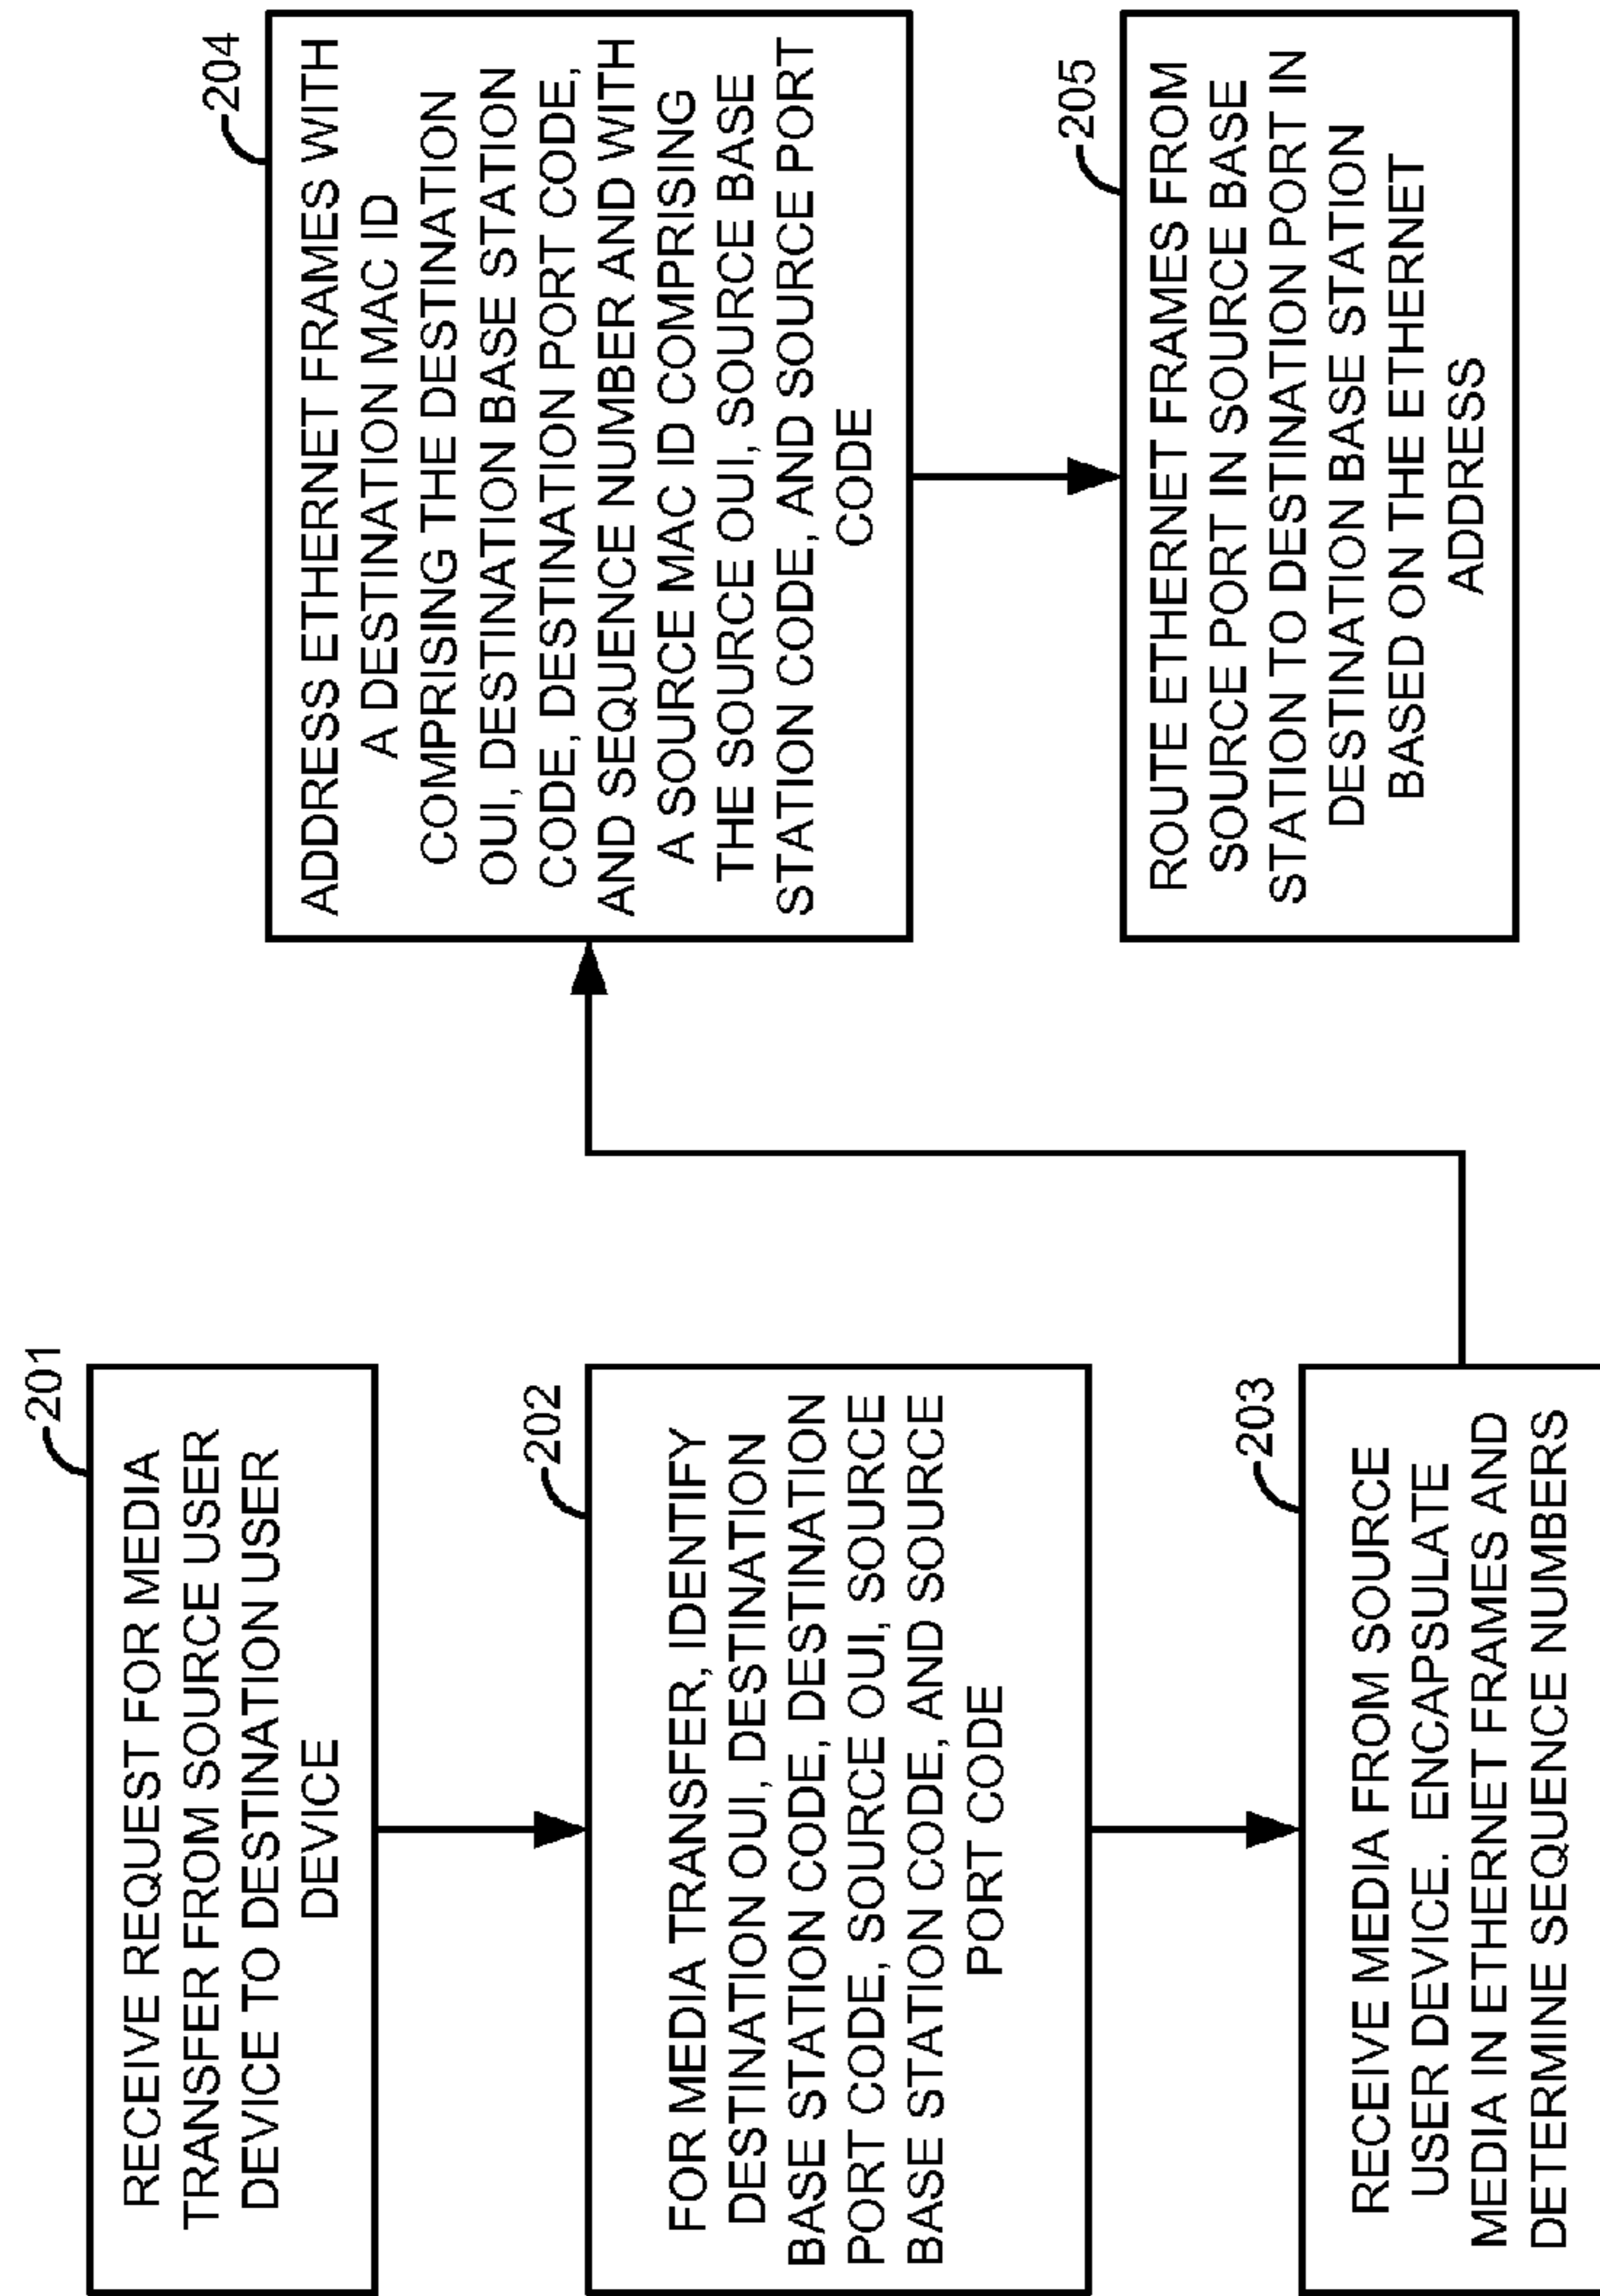 201
RECEIVE REQUEST FOR MEDIA
TRANSFER FROM SOURCE USER
DEVICE TO DESTINATION USER
DEVICE
202
FOR MEDIA TRANSFER, IDENTIFY
DESTINATION OUI, DESTINATION
BASE STATION CODE, DESTINATION
PORT CODE, SOURCE OUI, SOURCE
BASE STATION CODE, AND SOURCE
PORT CODE
203
RECEIVE MEDIA FROM SOURCE
USER DEVICE. ENCAPSULATE
MEDIA IN ETHERNET FRAMES AND
DETERMINE SEQUENCE NUMBERS
204
ADDRESS ETHERNET FRAMES WITH
A DESTINATION MAC ID
COMPRISING THE DESTINATION
OUI, DESTINATION BASE STATION
CODE, DESTINATION PORT CODE,
AND SEQUENCE NUMBER AND WITH
A SOURCE MAC ID COMPRISING
THE SOURCE OUI, SOURCE BASE
STATION CODE, AND SOURCE PORT
CODE
205
ROUTE ETHERNET FRAMES FROM
SOURCE PORT IN SOURCE BASE
STATION TO DESTINATION PORT IN
DESTINATION BASE STATION
BASED ON THE ETHERNET
ADDRESS